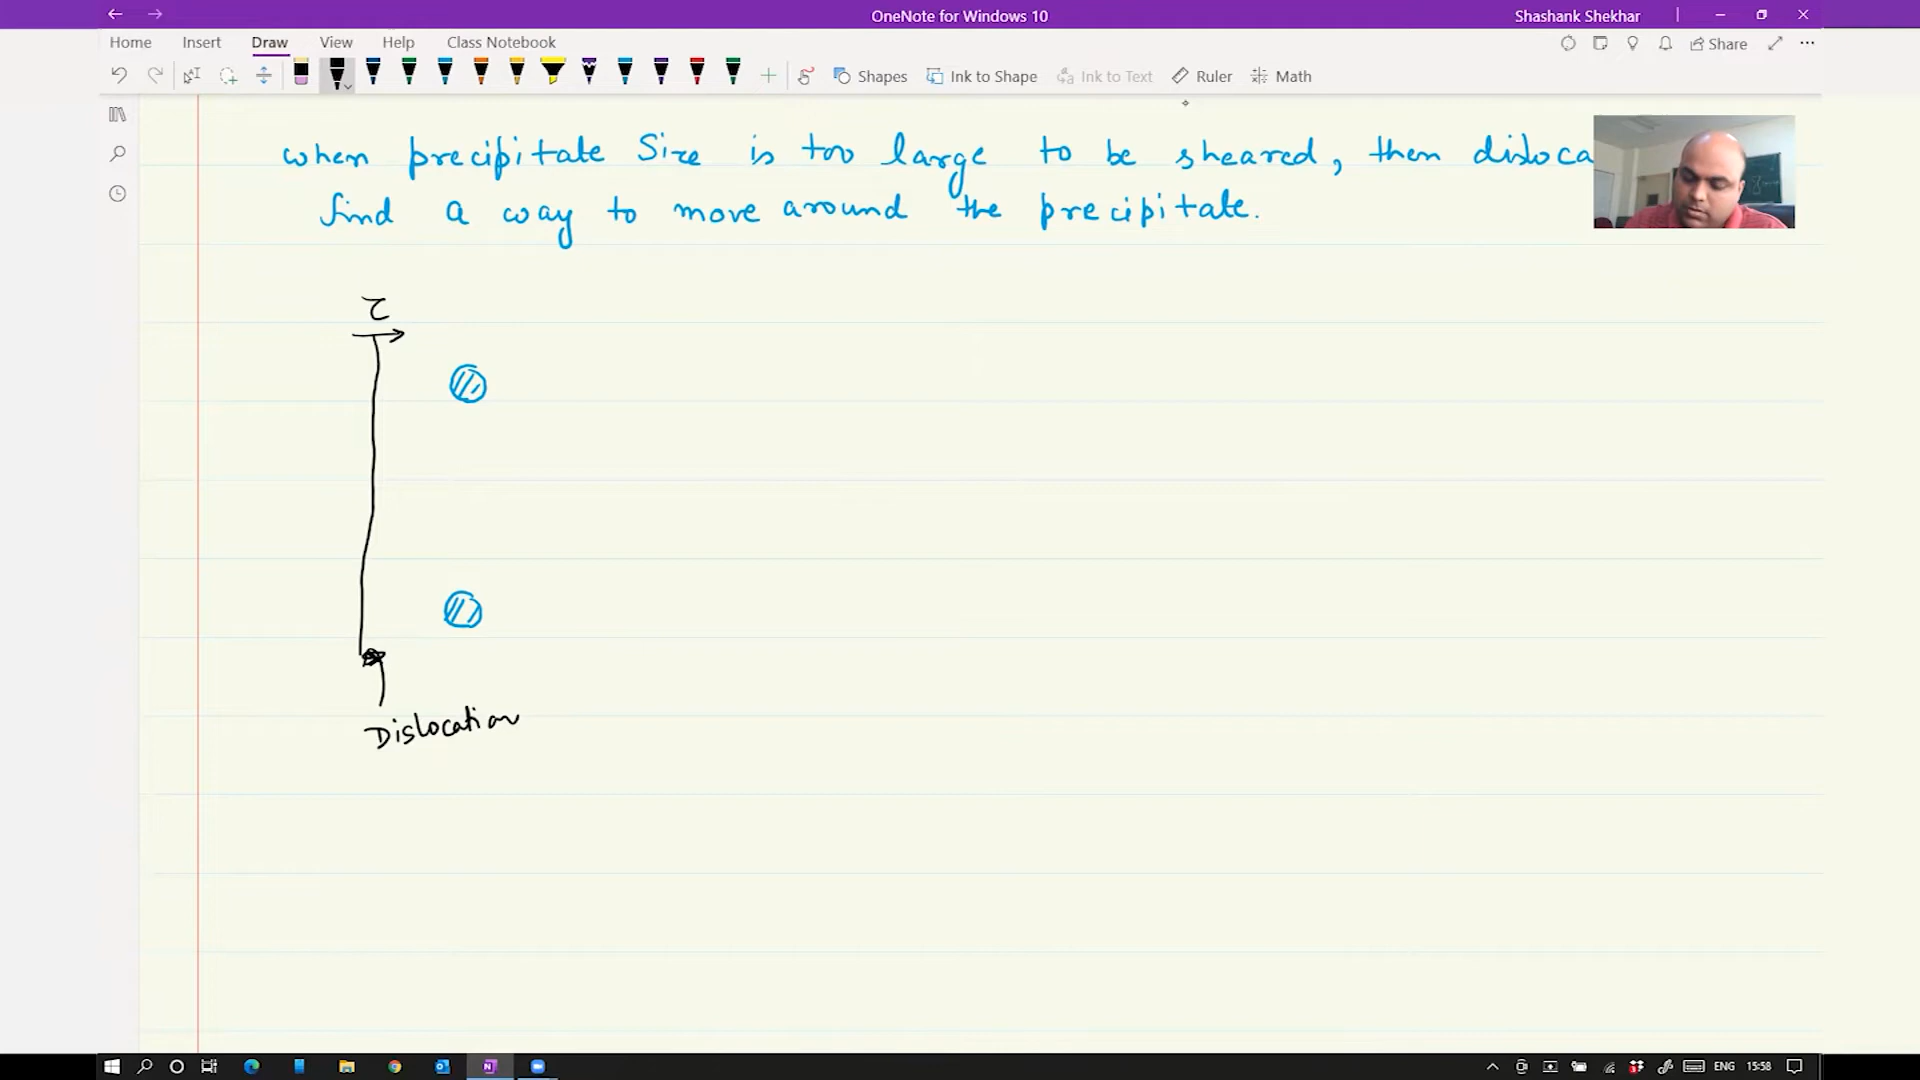 OneNote for Windows 10
Shashank Shekhar
Home Insert Draw View Help Class Notebook
Share
Shapes Ink to Shape Ink to Text Ruler Math
when precipitate Size is too large to be sheared, then disloca
find a way to move around the precipitate.
τ
Dislocation
ENG 15:58